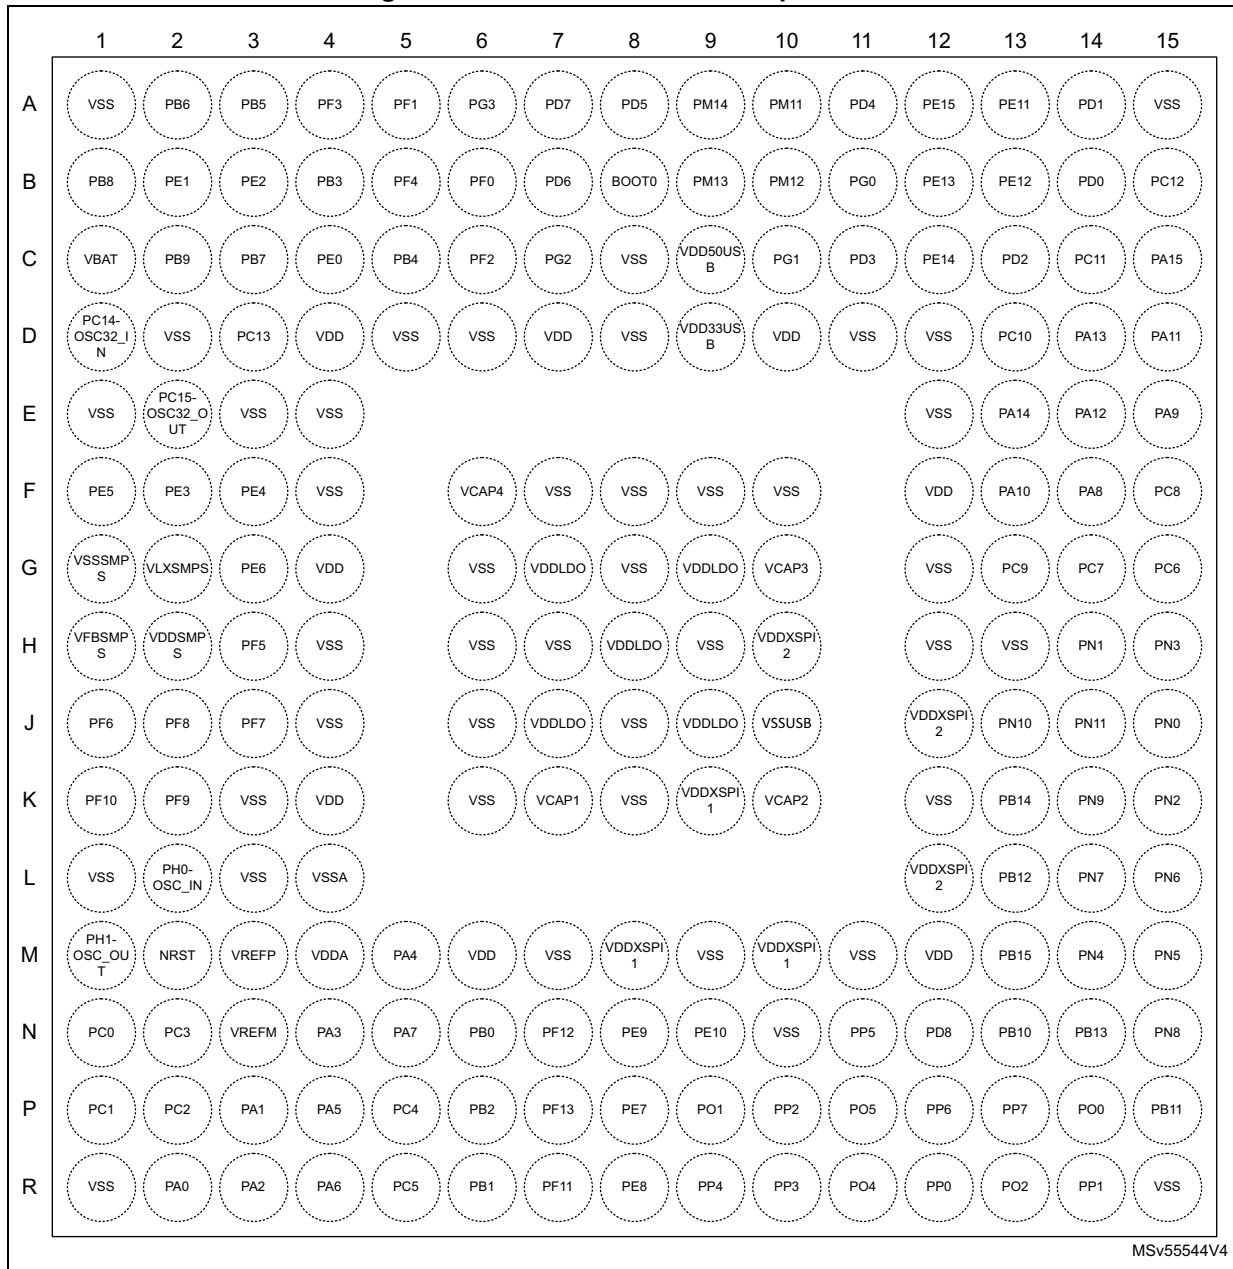 1 2 3 4 5 6 7 8 9 10 11 12 13 14 15
A VSS PB6 PB5 PF3 PF1 PG3 PD7 PD5 PM14 PM11 PD4 PE15 PE11 PD1 VSS
B PB8 PE1 PE2 PB3 PF4 PF0 PD6 BOOT0 PM13 PM12 PG0 PE13 PE12 PD0 PC12
C VBAT PB9 PB7 PE0 PB4 PF2 PG2 VSS VDD50USB PG1 PD3 PE14 PD2 PC11 PA15
D PC14-OSC32_IN VSS PC13 VDD VSS VSS VDD VSS VDD33USB VDD VSS VSS PC10 PA13 PA11
E VSS PC15-OSC32_OUT VSS VSS VSS PA14 PA12 PA9
F PE5 PE3 PE4 VSS VCAP4 VSS VSS VSS VSS VDD PA10 PA8 PC8
G VSSSMPS VLXSMPS PE6 VDD VSS VDDLDO VSS VDDLDO VCAP3 VSS PC9 PC7 PC6
H VFBSMPS VDDSMPS PF5 VSS VSS VSS VDDLDO VSS VDDXSPI2 VSS VSS PN1 PN3
J PF6 PF8 PF7 VSS VSS VDDLDO VSS VDDLDO VSSUSB VDDXSPI2 PN10 PN11 PN0
K PF10 PF9 VSS VDD VSS VCAP1 VSS VDDXSPI1 VCAP2 VSS PB14 PN9 PN2
L VSS PH0-OSC_IN VSS VSSA VDDXSPI2 PB12 PN7 PN6
M PH1-OSC_OUT NRST VREFP VDDA PA4 VDD VSS VDDXSPI1 VSS VDDXSPI1 VSS VDD PB15 PN4 PN5
N PC0 PC3 VREFM PA3 PA7 PB0 PF12 PE9 PE10 VSS PP5 PD8 PB10 PB13 PN8
P PC1 PC2 PA1 PA5 PC4 PB2 PF13 PE7 PO1 PP2 PO5 PP6 PP7 PO0 PB11
R VSS PA0 PA2 PA6 PC5 PB1 PF11 PE8 PP4 PP3 PO4 PP0 PO2 PP1 VSS
MSv55544V4